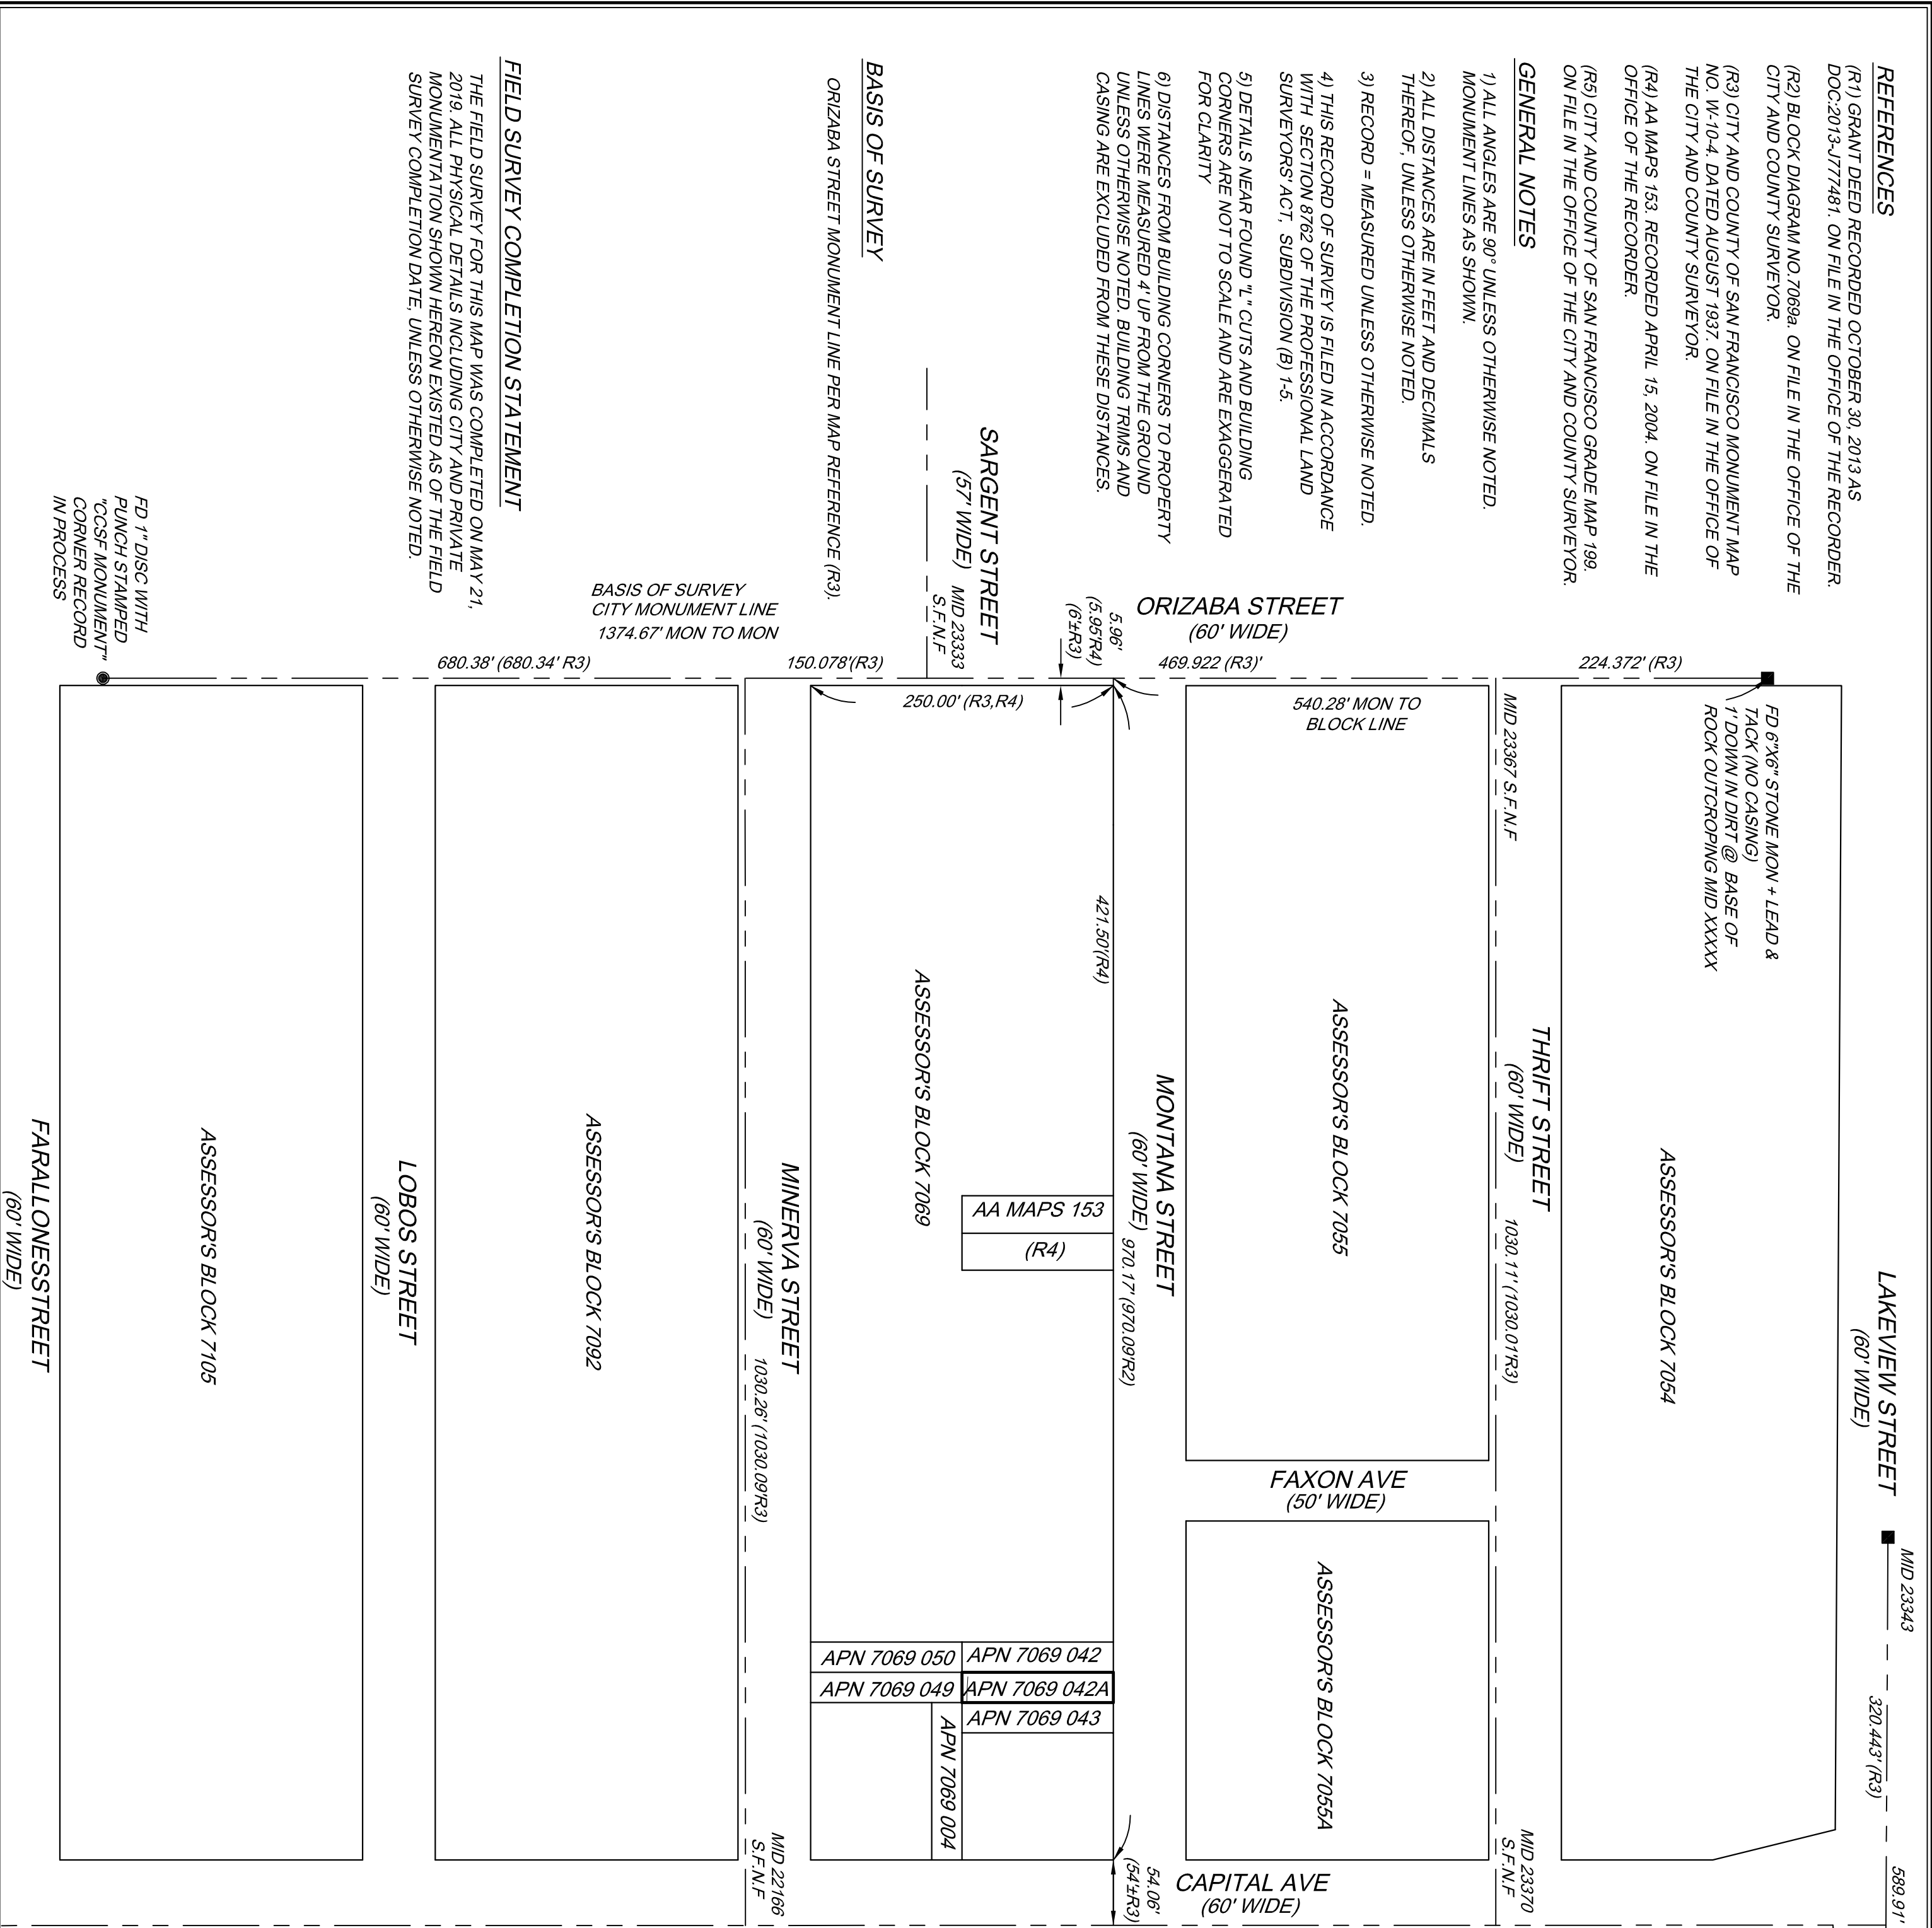 REFERENCES
(R1) GRANT DEED RECORDED OCTOBER 30, 2013 AS
DOC:2013-J777481. ON FILE IN THE OFFICE OF THE RECORDER.
(R2) BLOCK DIAGRAM NO.7069a. ON FILE IN THE OFFICE OF THE
CITY AND COUNTY SURVEYOR.
(R3) CITY AND COUNTY OF SAN FRANCISCO MONUMENT MAP
NO. W-10-4. DATED AUGUST 1937. ON FILE IN THE OFFICE OF
THE CITY AND COUNTY SURVEYOR.
(R4) AA MAPS 153. RECORDED APRIL 15, 2004. ON FILE IN THE
OFFICE OF THE RECORDER.
(R5) CITY AND COUNTY OF SAN FRANCISCO GRADE MAP 199.
ON FILE IN THE OFFICE OF THE CITY AND COUNTY SURVEYOR.
GENERAL NOTES
1) ALL ANGLES ARE 90° UNLESS OTHERWISE NOTED.
MONUMENT LINES AS SHOWN.
2) ALL DISTANCES ARE IN FEET AND DECIMALS
THEREOF, UNLESS OTHERWISE NOTED.
3) RECORD = MEASURED UNLESS OTHERWISE NOTED.
4) THIS RECORD OF SURVEY IS FILED IN ACCORDANCE
WITH SECTION 8762 OF THE PROFESSIONAL LAND
SURVEYORS' ACT, SUBDIVISION (B) 1-5.
5) DETAILS NEAR FOUND "L" CUTS AND BUILDING
CORNERS ARE NOT TO SCALE AND ARE EXAGGERATED
FOR CLARITY
6) DISTANCES FROM BUILDING CORNERS TO PROPERTY
LINES WERE MEASURED 4' UP FROM THE GROUND
UNLESS OTHERWISE NOTED. BUILDING TRIMS AND
CASING ARE EXCLUDED FROM THESE DISTANCES.
BASIS OF SURVEY
ORIZABA STREET MONUMENT LINE PER MAP REFERENCE (R3).
FIELD SURVEY COMPLETION STATEMENT
THE FIELD SURVEY FOR THIS MAP WAS COMPLETED ON MAY 21,
2019. ALL PHYSICAL DETAILS INCLUDING CITY AND PRIVATE
MONUMENTATION SHOWN HEREON EXISTED AS OF THE FIELD
SURVEY COMPLETION DATE, UNLESS OTHERWISE NOTED.
SARGENT STREET
(57' WIDE)
MID 23333
S.F.N.F
FD 1" DISC WITH
PUNCH STAMPED
"CCSF MONUMENT"
CORNER RECORD
IN PROCESS
BASIS OF SURVEY
CITY MONUMENT LINE
1374.67' MON TO MON
680.38' (680.34' R3)
150.078'(R3)
250.00' (R3,R4)
5.96'
(5.95'R4)
(6'±R3)
ORIZABA STREET
(60' WIDE)
469.922 (R3)'
224.372' (R3)
540.28' MON TO
BLOCK LINE
FD 6"X6" STONE MON + LEAD &
TACK (NO CASING)
1' DOWN IN DIRT @ BASE OF
ROCK OUTCROPING MID XXXXX
MID 23367 S.F.N.F
LAKEVIEW STREET
(60' WIDE)
MID 23343
320.443' (R3)
589.91'
ASSESSOR'S BLOCK 7054
THRIFT STREET
(60' WIDE)
1030.11' (1030.01'R3)
MID 23370
S.F.N.F
ASSESSOR'S BLOCK 7055
FAXON AVE
(50' WIDE)
ASSESSOR'S BLOCK 7055A
MONTANA STREET
(60' WIDE)
970.17' (970.09'R2)
421.50'(R4)
54.06'
(54'±R3)
CAPITAL AVE
(60' WIDE)
ASSESSOR'S BLOCK 7069
AA MAPS 153
(R4)
APN 7069 050
APN 7069 042
APN 7069 049
APN 7069 042A
APN 7069 043
APN 7069 004
MINERVA STREET
(60' WIDE)
1030.26' (1030.09'R3)
MID 22166
S.F.N.F
ASSESSOR'S BLOCK 7092
LOBOS STREET
(60' WIDE)
ASSESSOR'S BLOCK 7105
FARALLONESSTREET
(60' WIDE)